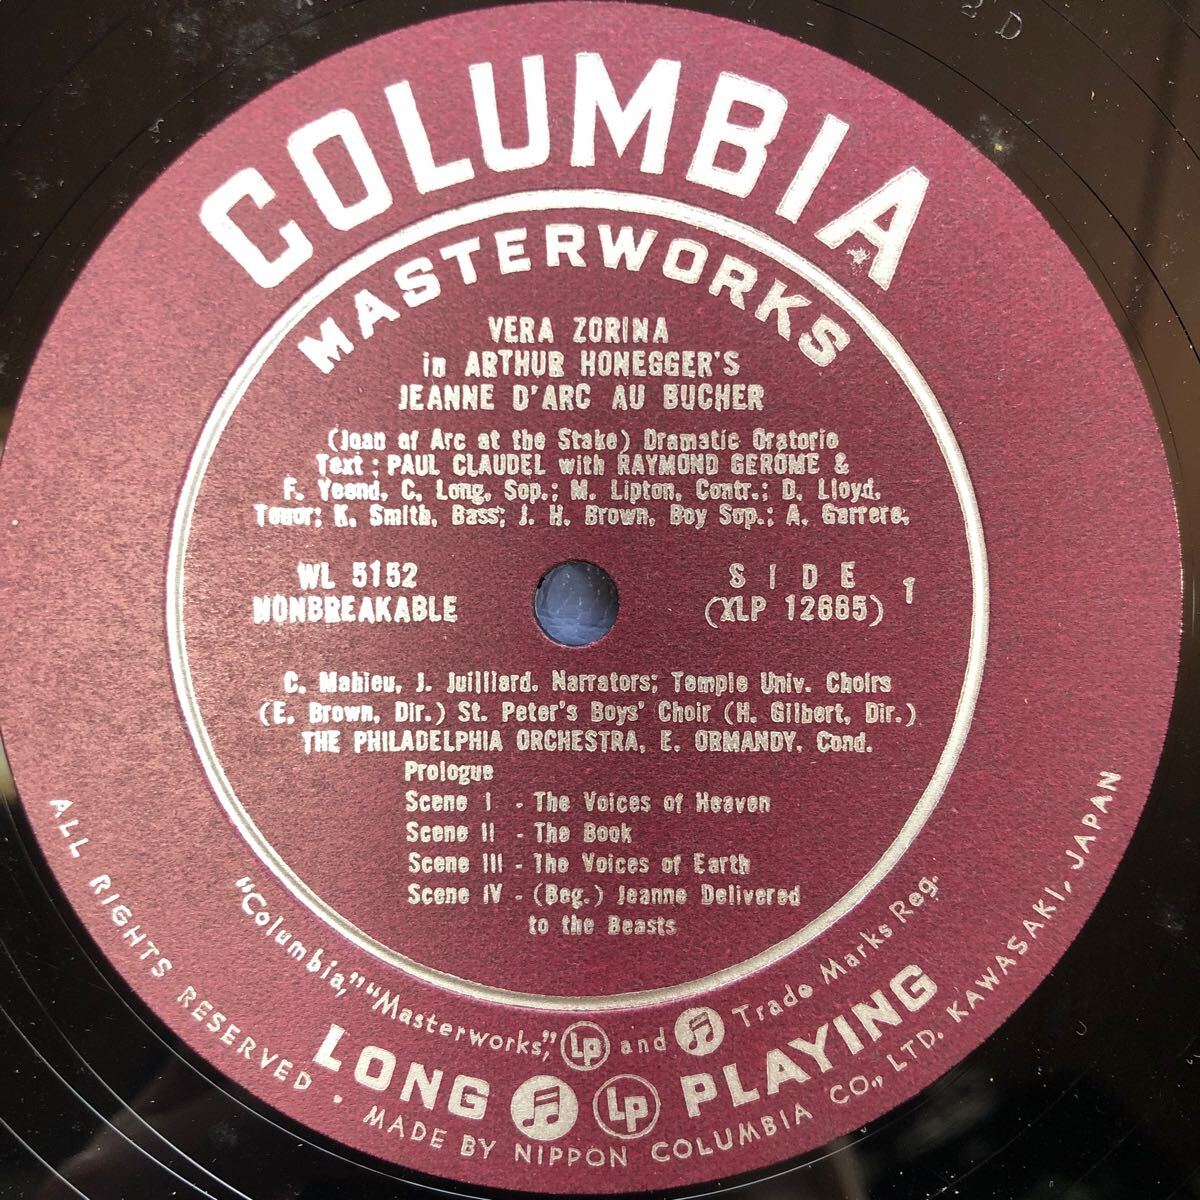 2 D
COLUMBIA
MASTERWORKS
VERA ZORINA
in ARTHUR HONEGGER'S
JEANNE D'ARC AU BUCHER
(Joan of Arc at the Stake) Dramatic Oratorio
Text : PAUL CLAUDEL with RAYMOND GEROME &
F. Yeend, C. Long, Sop.; M. Lipton, Contr.; D. Lloyd,
Tenor; K. Smith, Bass; J. H. Brown, Boy Sop.; A. Garrere,
WL 5152
NONBREAKABLE
SIDE 1
(XLP 12665)
C. Mahieu, J. Juilliard, Narrators; Temple Univ. Choirs
(E. Brown, Dir.) St. Peter's Boys' Choir (H. Gilbert, Dir.)
THE PHILADELPHIA ORCHESTRA, E. ORMANDY, Cond.
Prologue
Scene I - The Voices of Heaven
Scene II - The Book
Scene III - The Voices of Earth
Scene IV - (Beg.) Jeanne Delivered
to the Beasts
"Columbia," "Masterworks," LP and Trade Marks Reg.
LONG LP PLAYING
ALL RIGHTS RESERVED . MADE BY NIPPON COLUMBIA CO., LTD. KAWASAKI, JAPAN